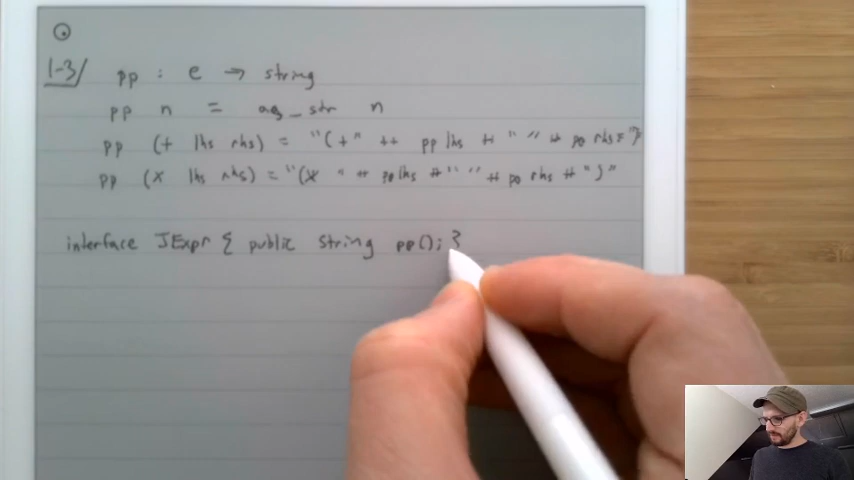 1-3/ pp : e → string
pp n = as_str n
pp (+ lhs rhs) = "(+" ++ pp lhs ++ " " ++ pp rhs ++ ")"
pp (x lhs rhs) = "(* " ++ pp lhs ++ " " ++ pp rhs ++ ")"
interface JExpr { public String pp(); }